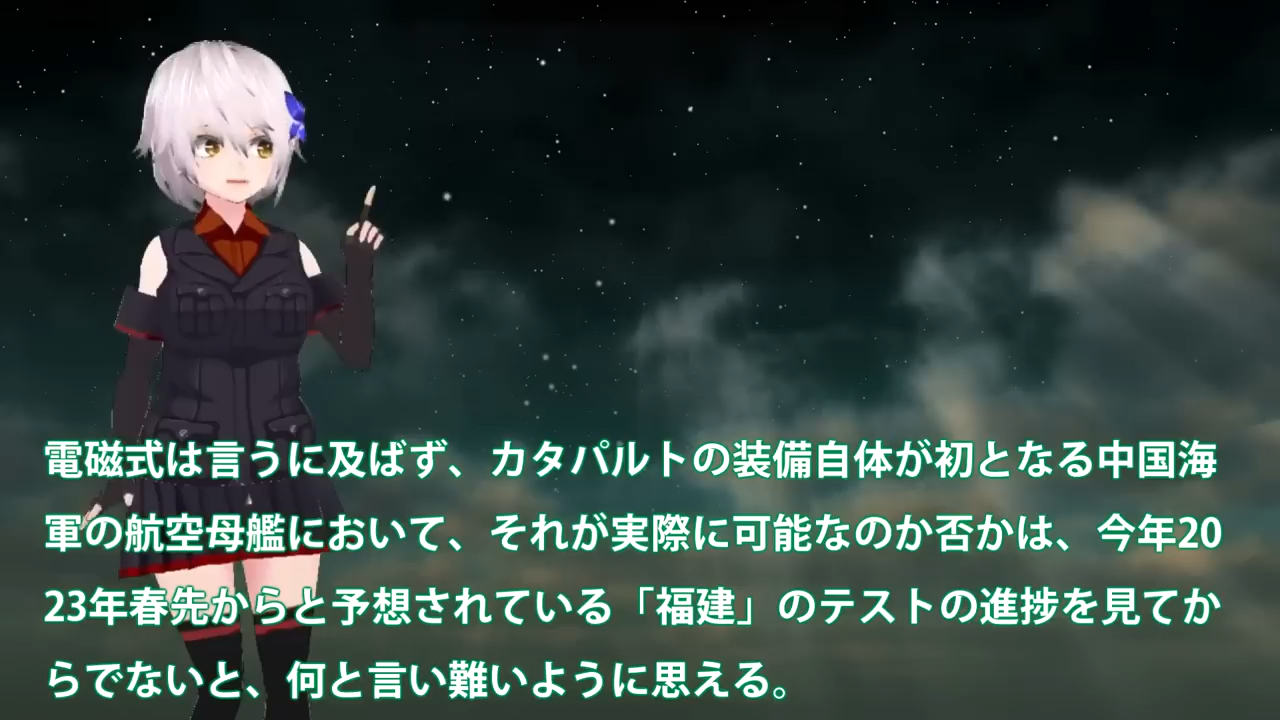 電磁式は言うに及ばず、カタパルトの装備自体が初となる中国海
軍の航空母艦において、それが実際に可能なのか否かは、今年20
23年春先からと予想されている「福建」のテストの進捗を見てか
らでないと、何と言い難いように思える。